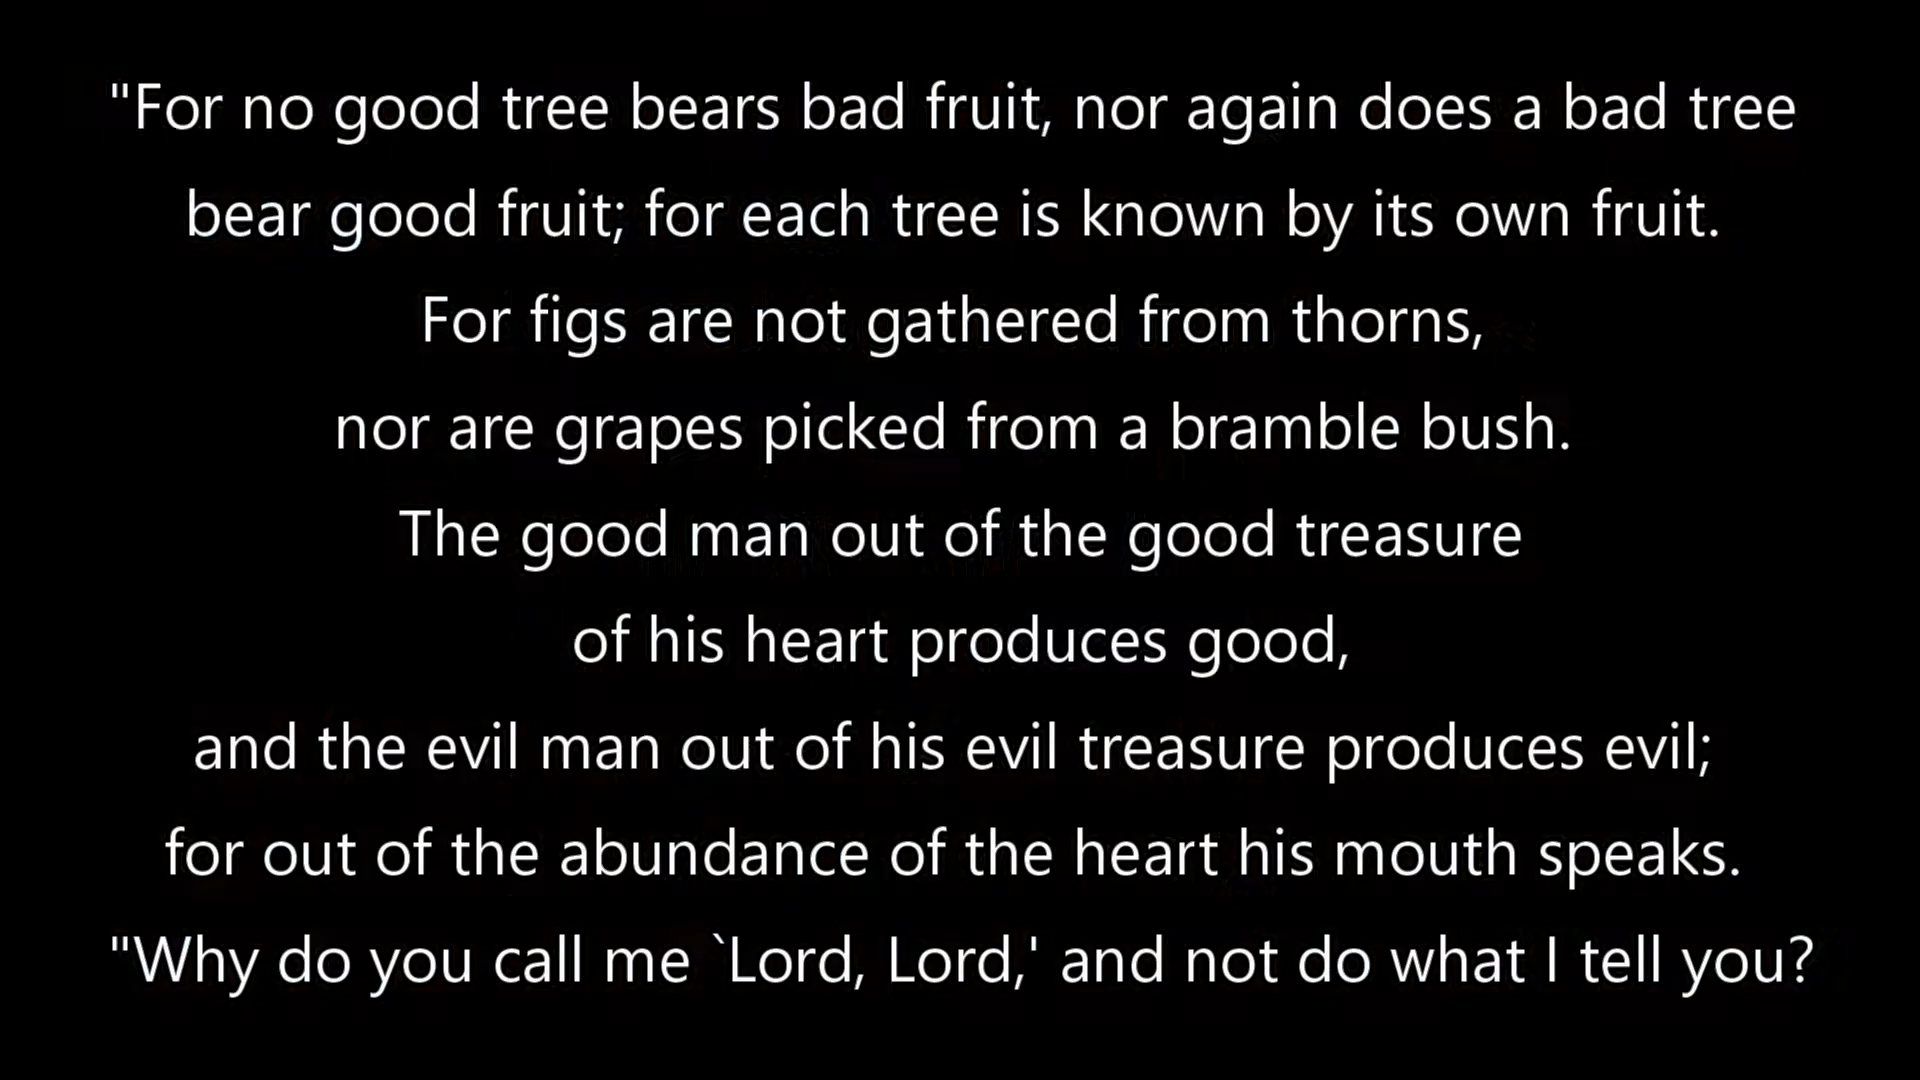 "For no good tree bears bad fruit, nor again does a bad tree
bear good fruit; for each tree is known by its own fruit.
For figs are not gathered from thorns,
nor are grapes picked from a bramble bush.
The good man out of the good treasure
of his heart produces good,
and the evil man out of his evil treasure produces evil;
for out of the abundance of the heart his mouth speaks.
"Why do you call me `Lord, Lord,' and not do what I tell you?